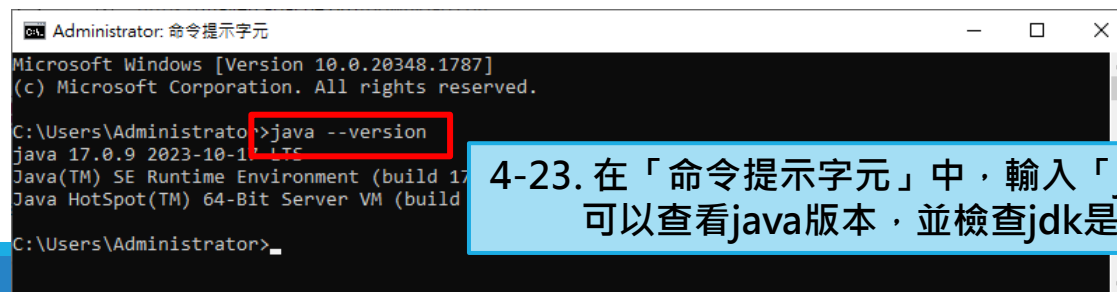 Administrator: 命令提示字元
Microsoft Windows [Version 10.0.20348.1787]
(c) Microsoft Corporation. All rights reserved.
C:\Users\Administrator>java --version
java 17.0.9 2023-10-17 LTS
Java(TM) SE Runtime Environment (build 17
Java HotSpot(TM) 64-Bit Server VM (build
C:\Users\Administrator>
4-23. 在「命令提示字元」中，輸入「
可以查看java版本，並檢查jdk是